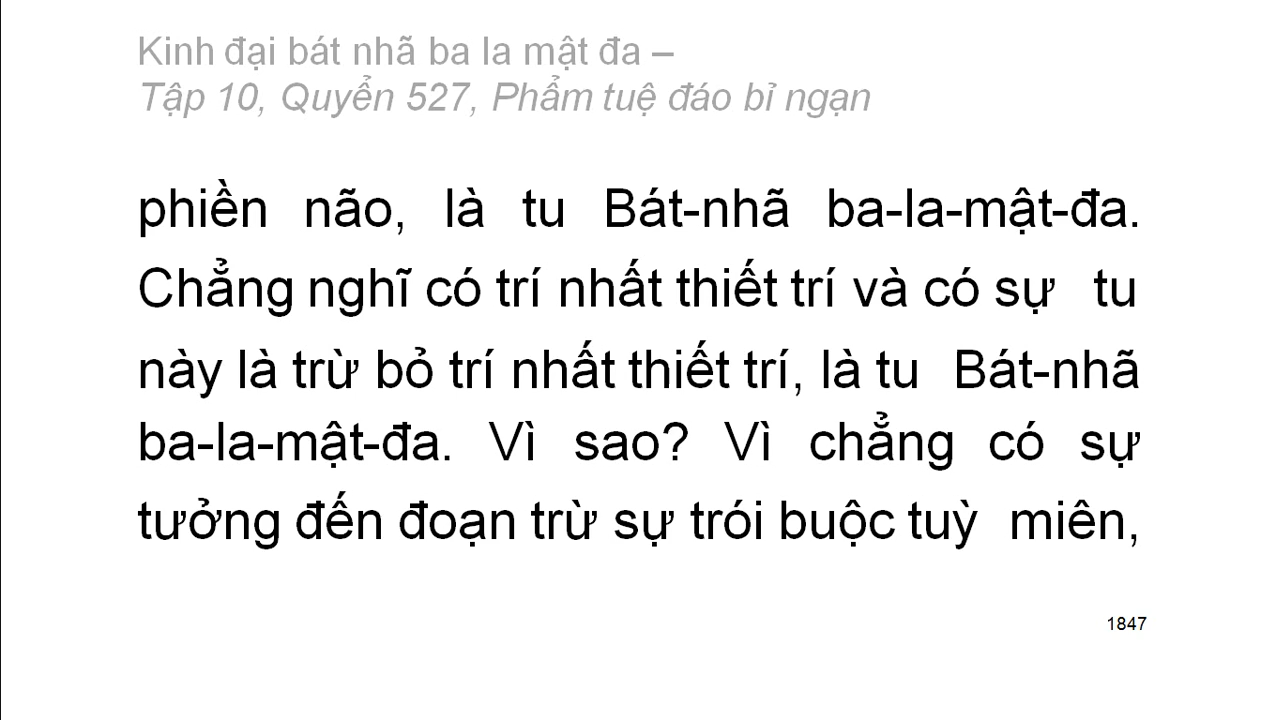 Kinh đại bát nhã ba la mật đa –
Tập 10, Quyển 527, Phẩm tuệ đáo bỉ ngạn
phiền não, là tu Bát-nhã ba-la-mật-đa.
Chẳng nghĩ có trí nhất thiết trí và có sự tu
này là trừ bỏ trí nhất thiết trí, là tu Bát-nhã
ba-la-mật-đa. Vì sao? Vì chẳng có sự
tưởng đến đoạn trừ sự trói buộc tuỳ miên,
1847